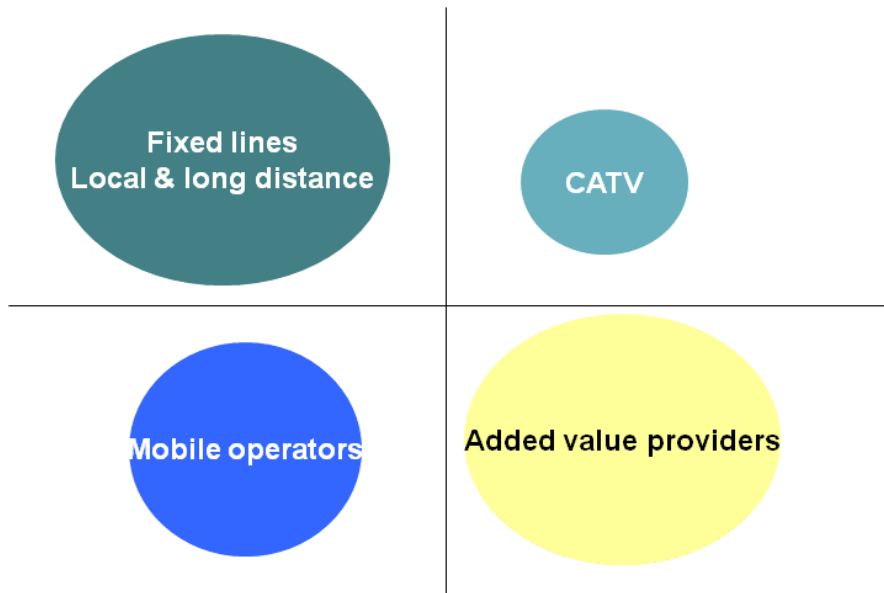 Fixed lines
Local & long distance
CATV
Mobile operators
Added value providers